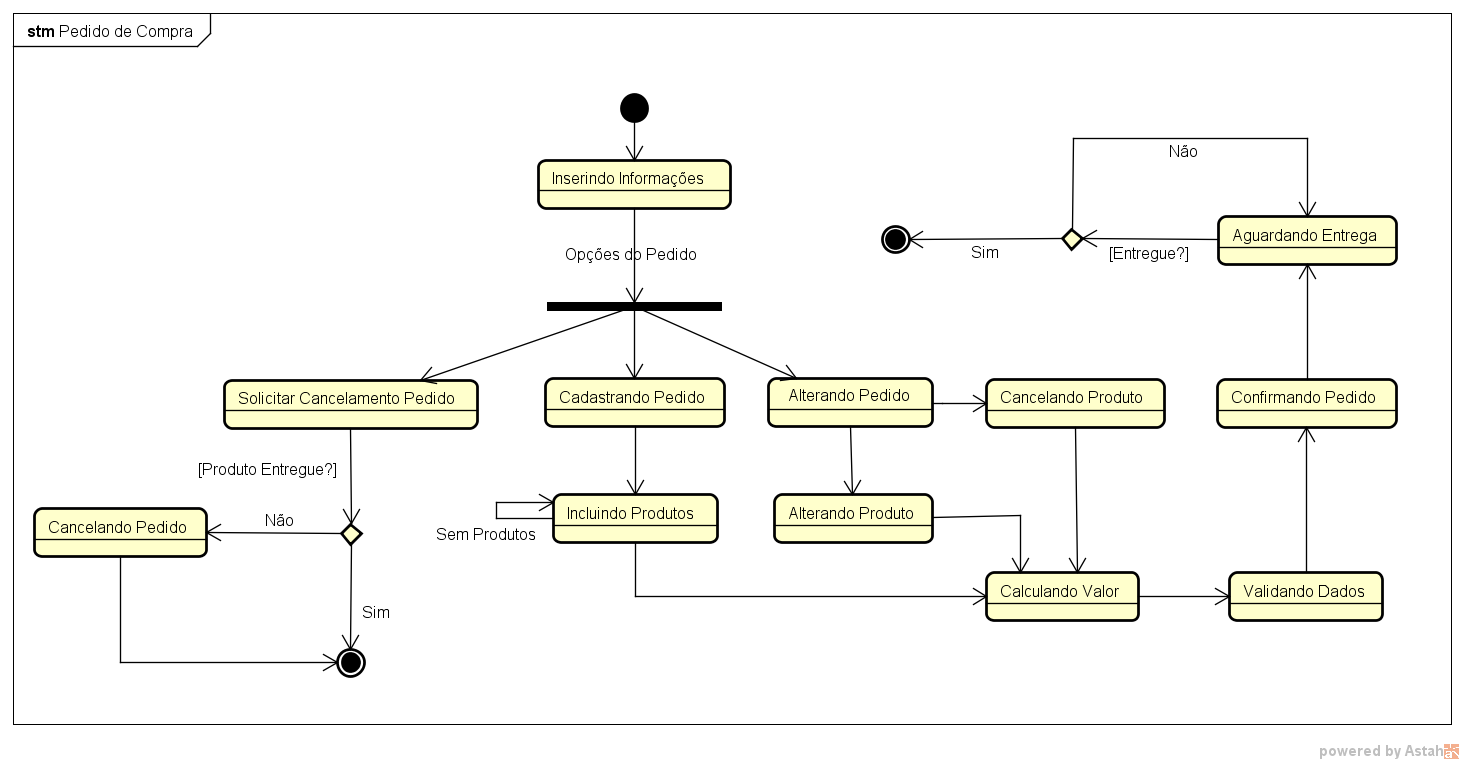 stm Pedido de Compra
Inserindo Informações
Opções do Pedido
Não
Aguardando Entrega
Sim
[Entregue?]
Solicitar Cancelamento Pedido
Cadastrando Pedido
Alterando Pedido
Cancelando Produto
Confirmando Pedido
[Produto Entregue?]
Cancelando Pedido
Não
Incluindo Produtos
Sem Produtos
Alterando Produto
Calculando Valor
Validando Dados
Sim
powered by Astah